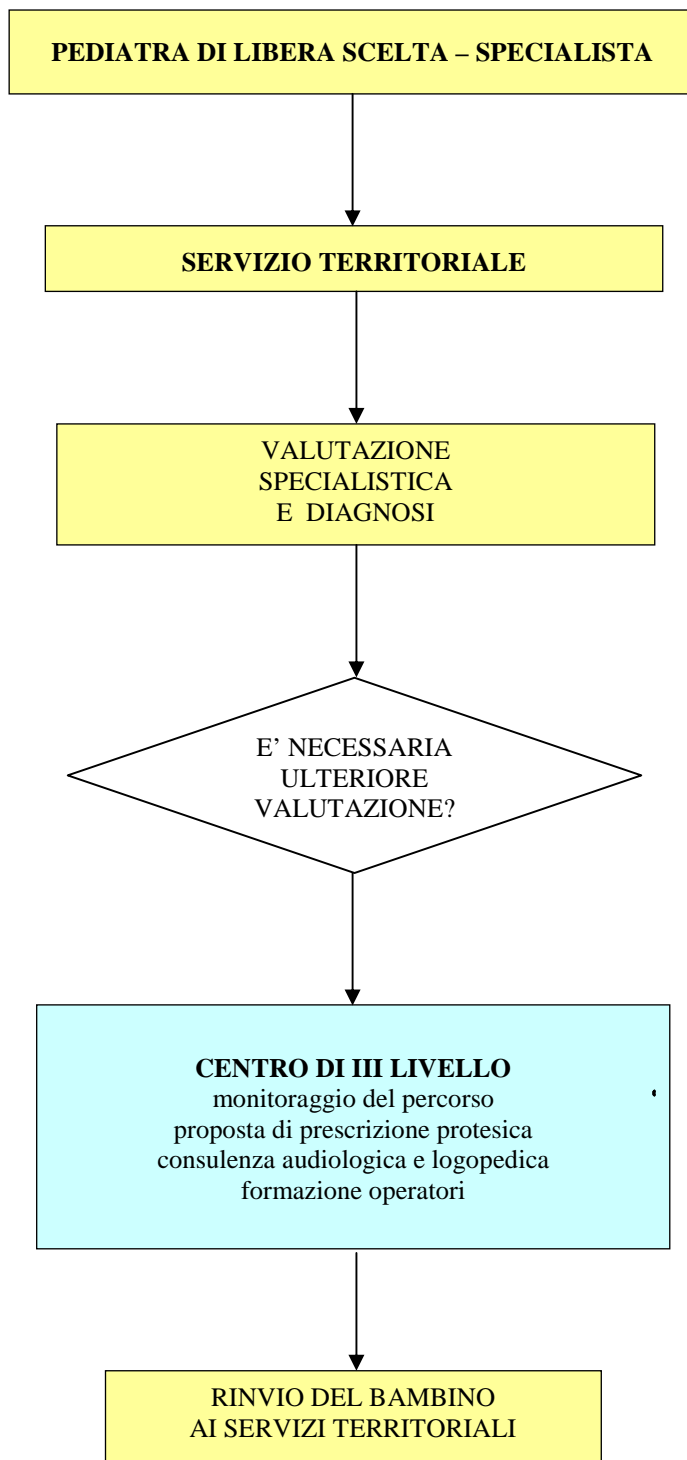 PEDIATRA DI LIBERA SCELTA – SPECIALISTA
SERVIZIO TERRITORIALE
VALUTAZIONE
SPECIALISTICA
E DIAGNOSI
E’ NECESSARIA
ULTERIORE
VALUTAZIONE?
CENTRO DI III LIVELLO
monitoraggio del percorso
proposta di prescrizione protesica
consulenza audiologica e logopedica
formazione operatori
RINVIO DEL BAMBINO
AI SERVIZI TERRITORIALI